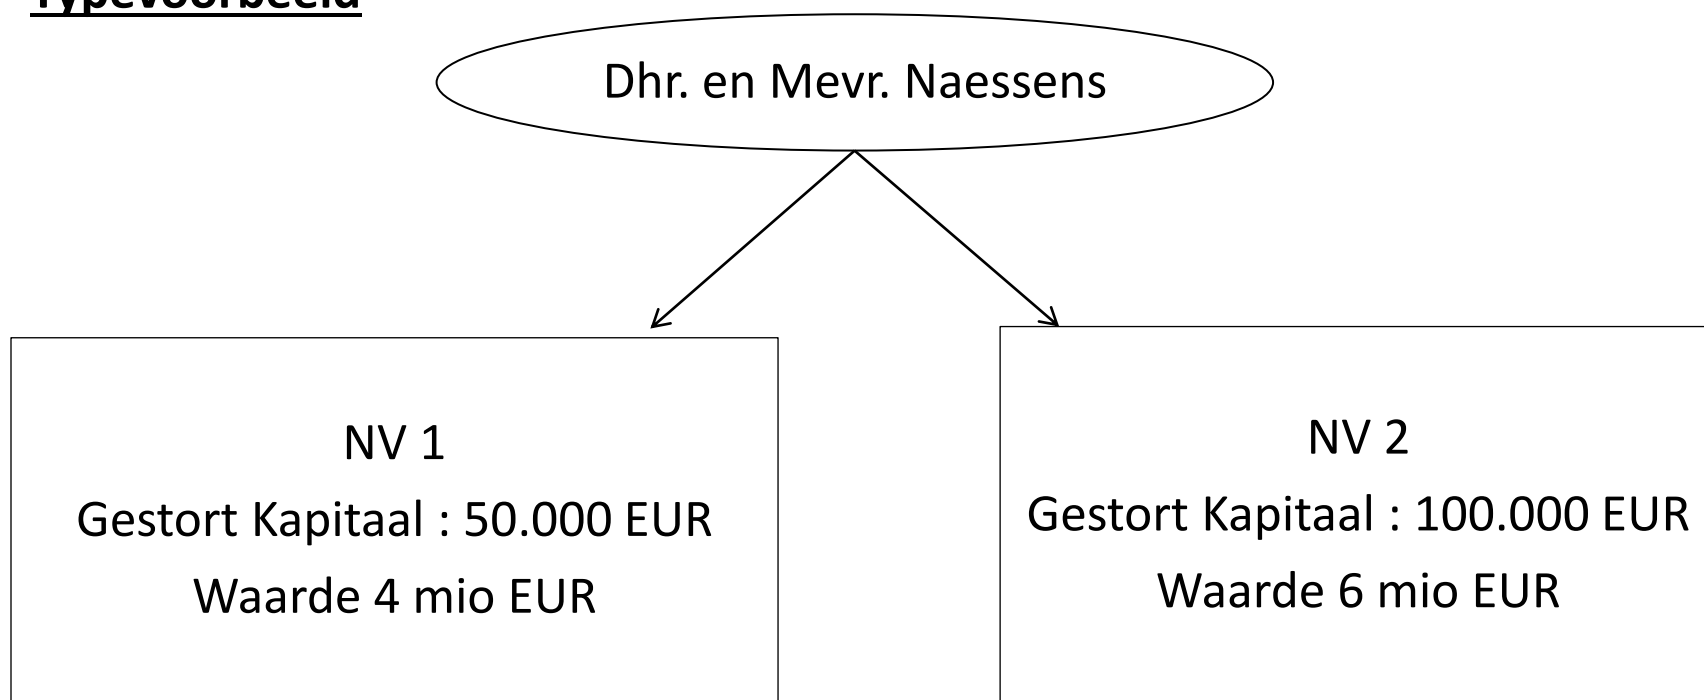 Typevoorbeeld
Dhr. en Mevr. Naessens
NV 1
Gestort Kapitaal : 50.000 EUR
Waarde 4 mio EUR
NV 2
Gestort Kapitaal : 100.000 EUR
Waarde 6 mio EUR